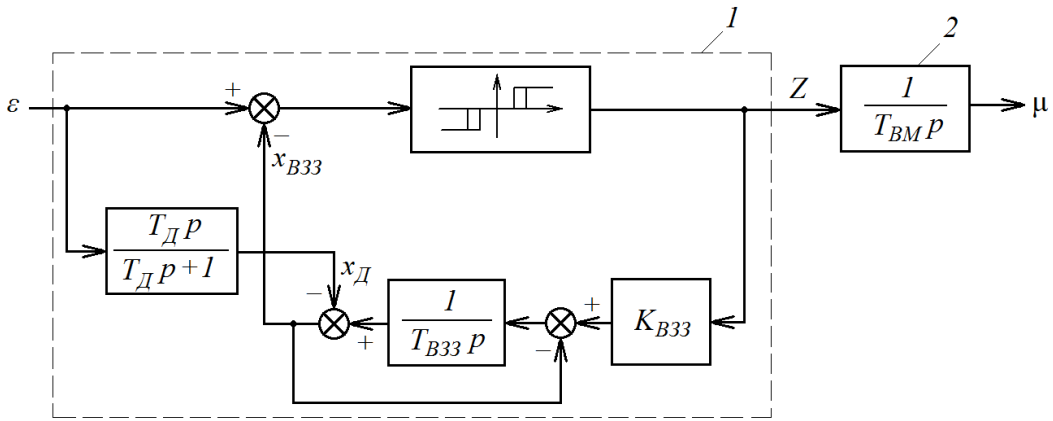 1
2
ε
+
−
x_ВЗЗ
Z
1
T_ВМ p
μ
T_Д p
T_Д p + 1
x_Д
−
+
1
T_ВЗЗ p
−
+
K_ВЗЗ